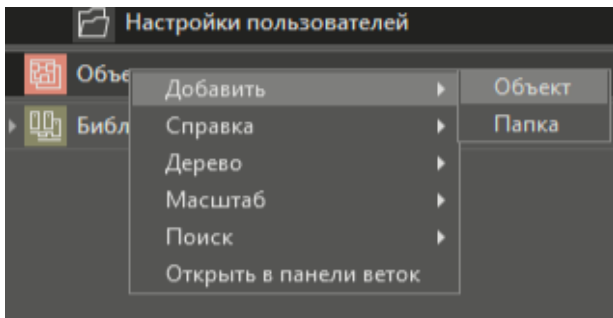 Настройки пользователей
Объе
Добавить
Объект
Библ
Справка
Папка
Дерево
Масштаб
Поиск
Открыть в панели веток